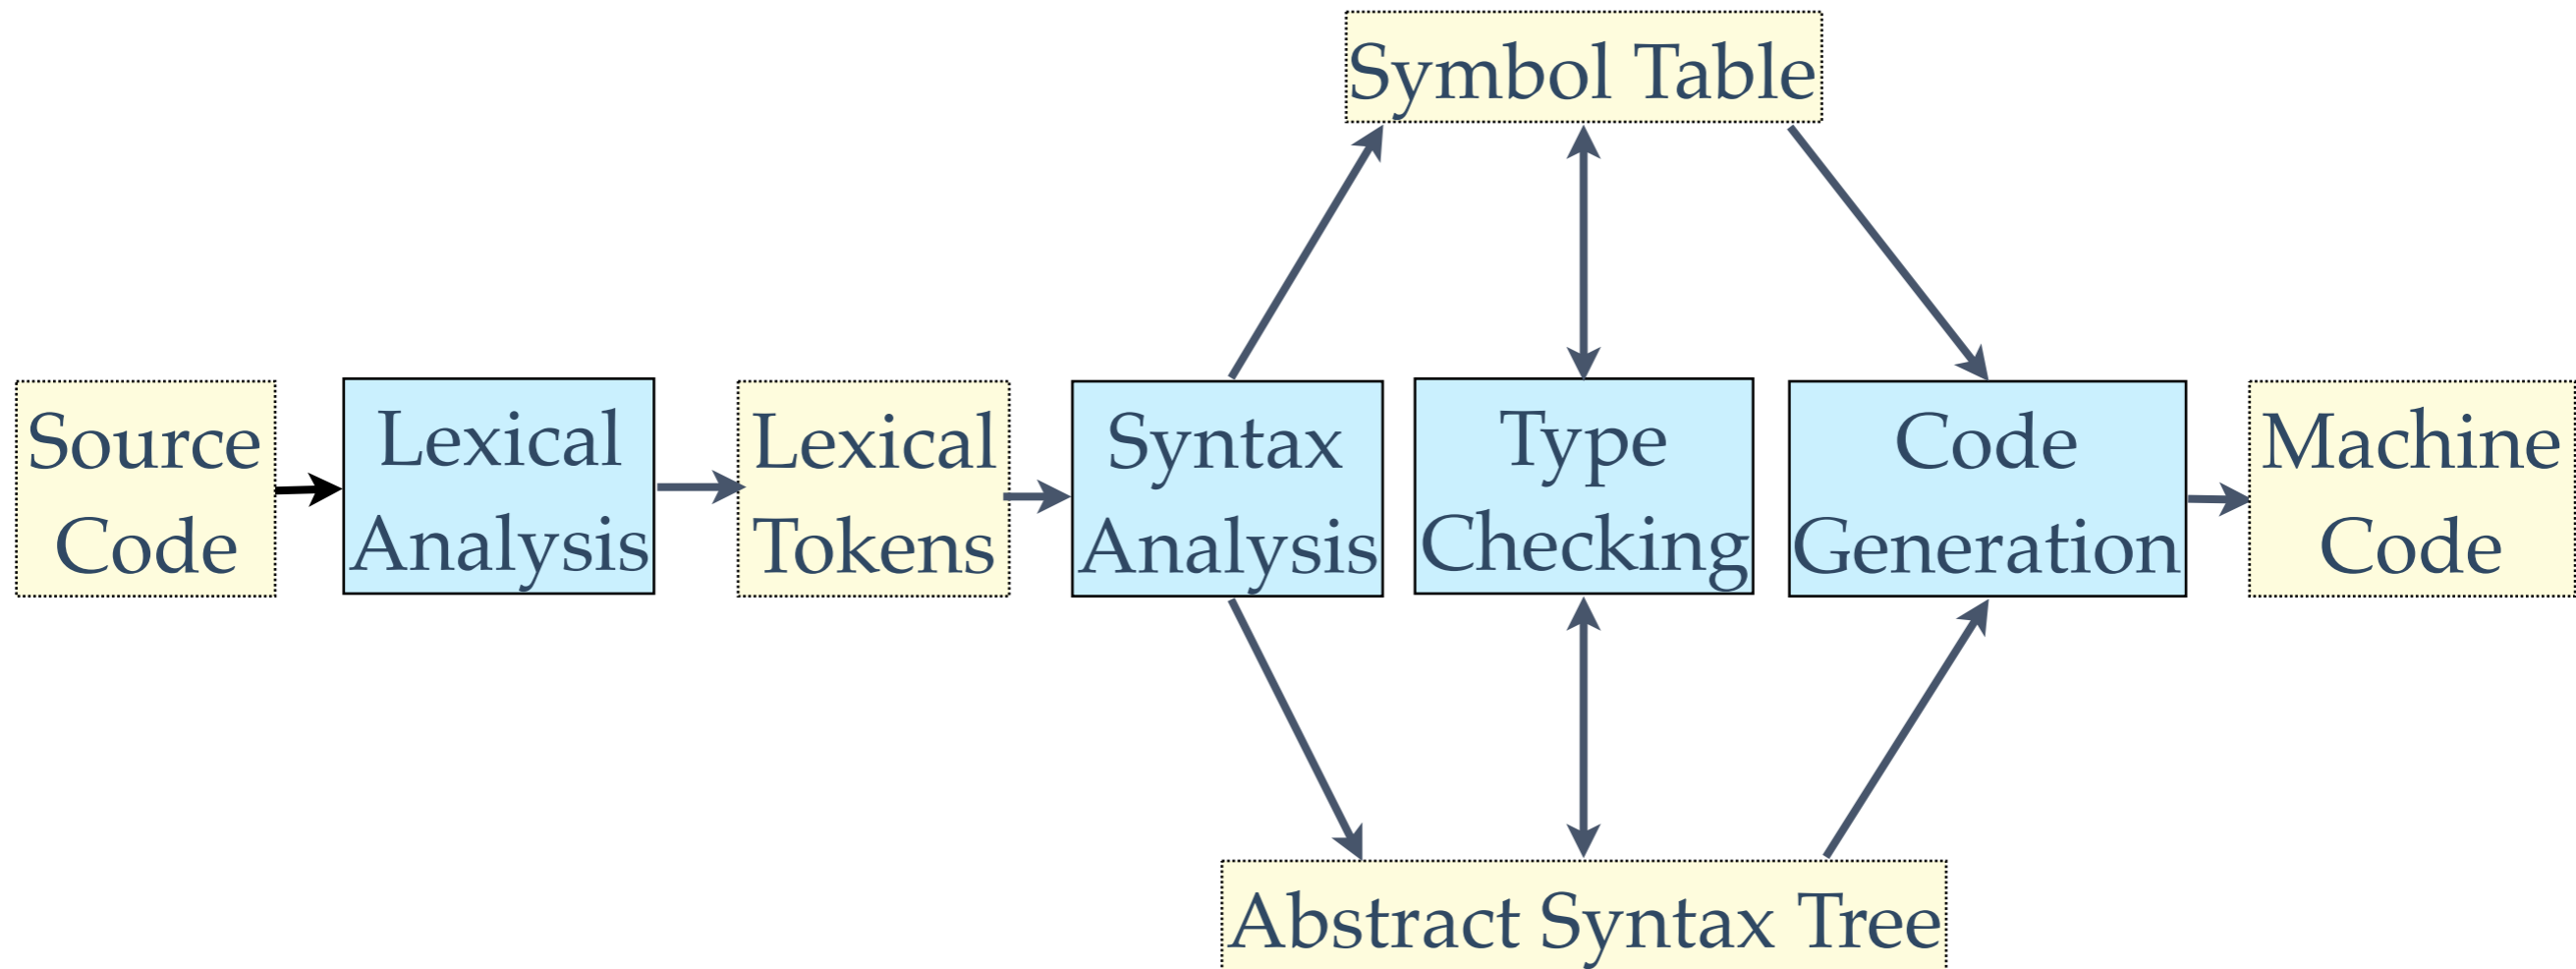 Symbol Table
Source
Code
Lexical
Analysis
Lexical
Tokens
Syntax
Analysis
Type
Checking
Code
Generation
Machine
Code
Abstract Syntax Tree